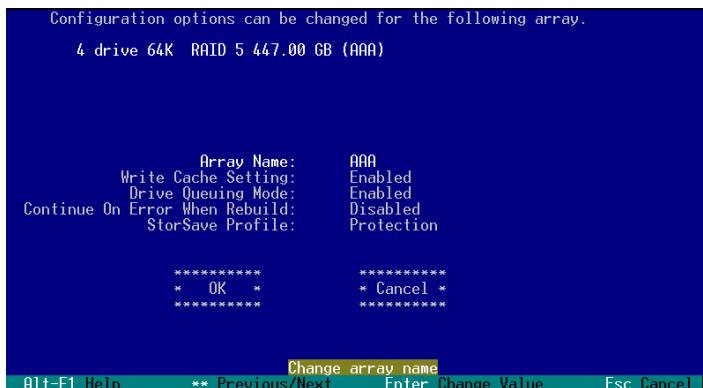 Configuration options can be changed for the following array.
4 drive 64K RAID 5 447.00 GB (AAA)
Array Name: AAA
Write Cache Setting: Enabled
Drive Queuing Mode: Enabled
Continue On Error When Rebuild: Disabled
StorSave Profile: Protection
********** **********
* OK * * Cancel *
********** **********
Change array name
Alt-F1 Help ** Previous/Next Enter Change Value Esc Cancel